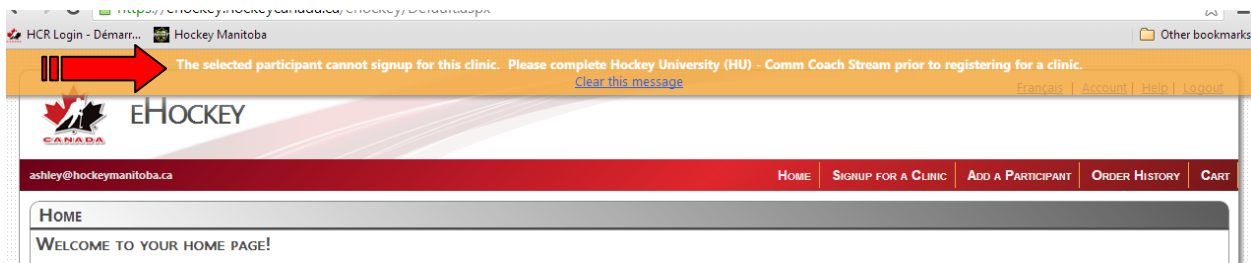 https://ehockey.hockeycanada.ca/ehockey/Default.aspx
HCR Login - Démarr... Hockey Manitoba Other bookmarks
The selected participant cannot signup for this clinic. Please complete Hockey University (HU) - Comm Coach Stream prior to registering for a clinic.
Clear this message
Français | Account | Help | Logout
CANADA
EHOCKEY
ashley@hockeymanitoba.ca HOME SIGNUP FOR A CLINIC ADD A PARTICIPANT ORDER HISTORY CART
HOME
WELCOME TO YOUR HOME PAGE!